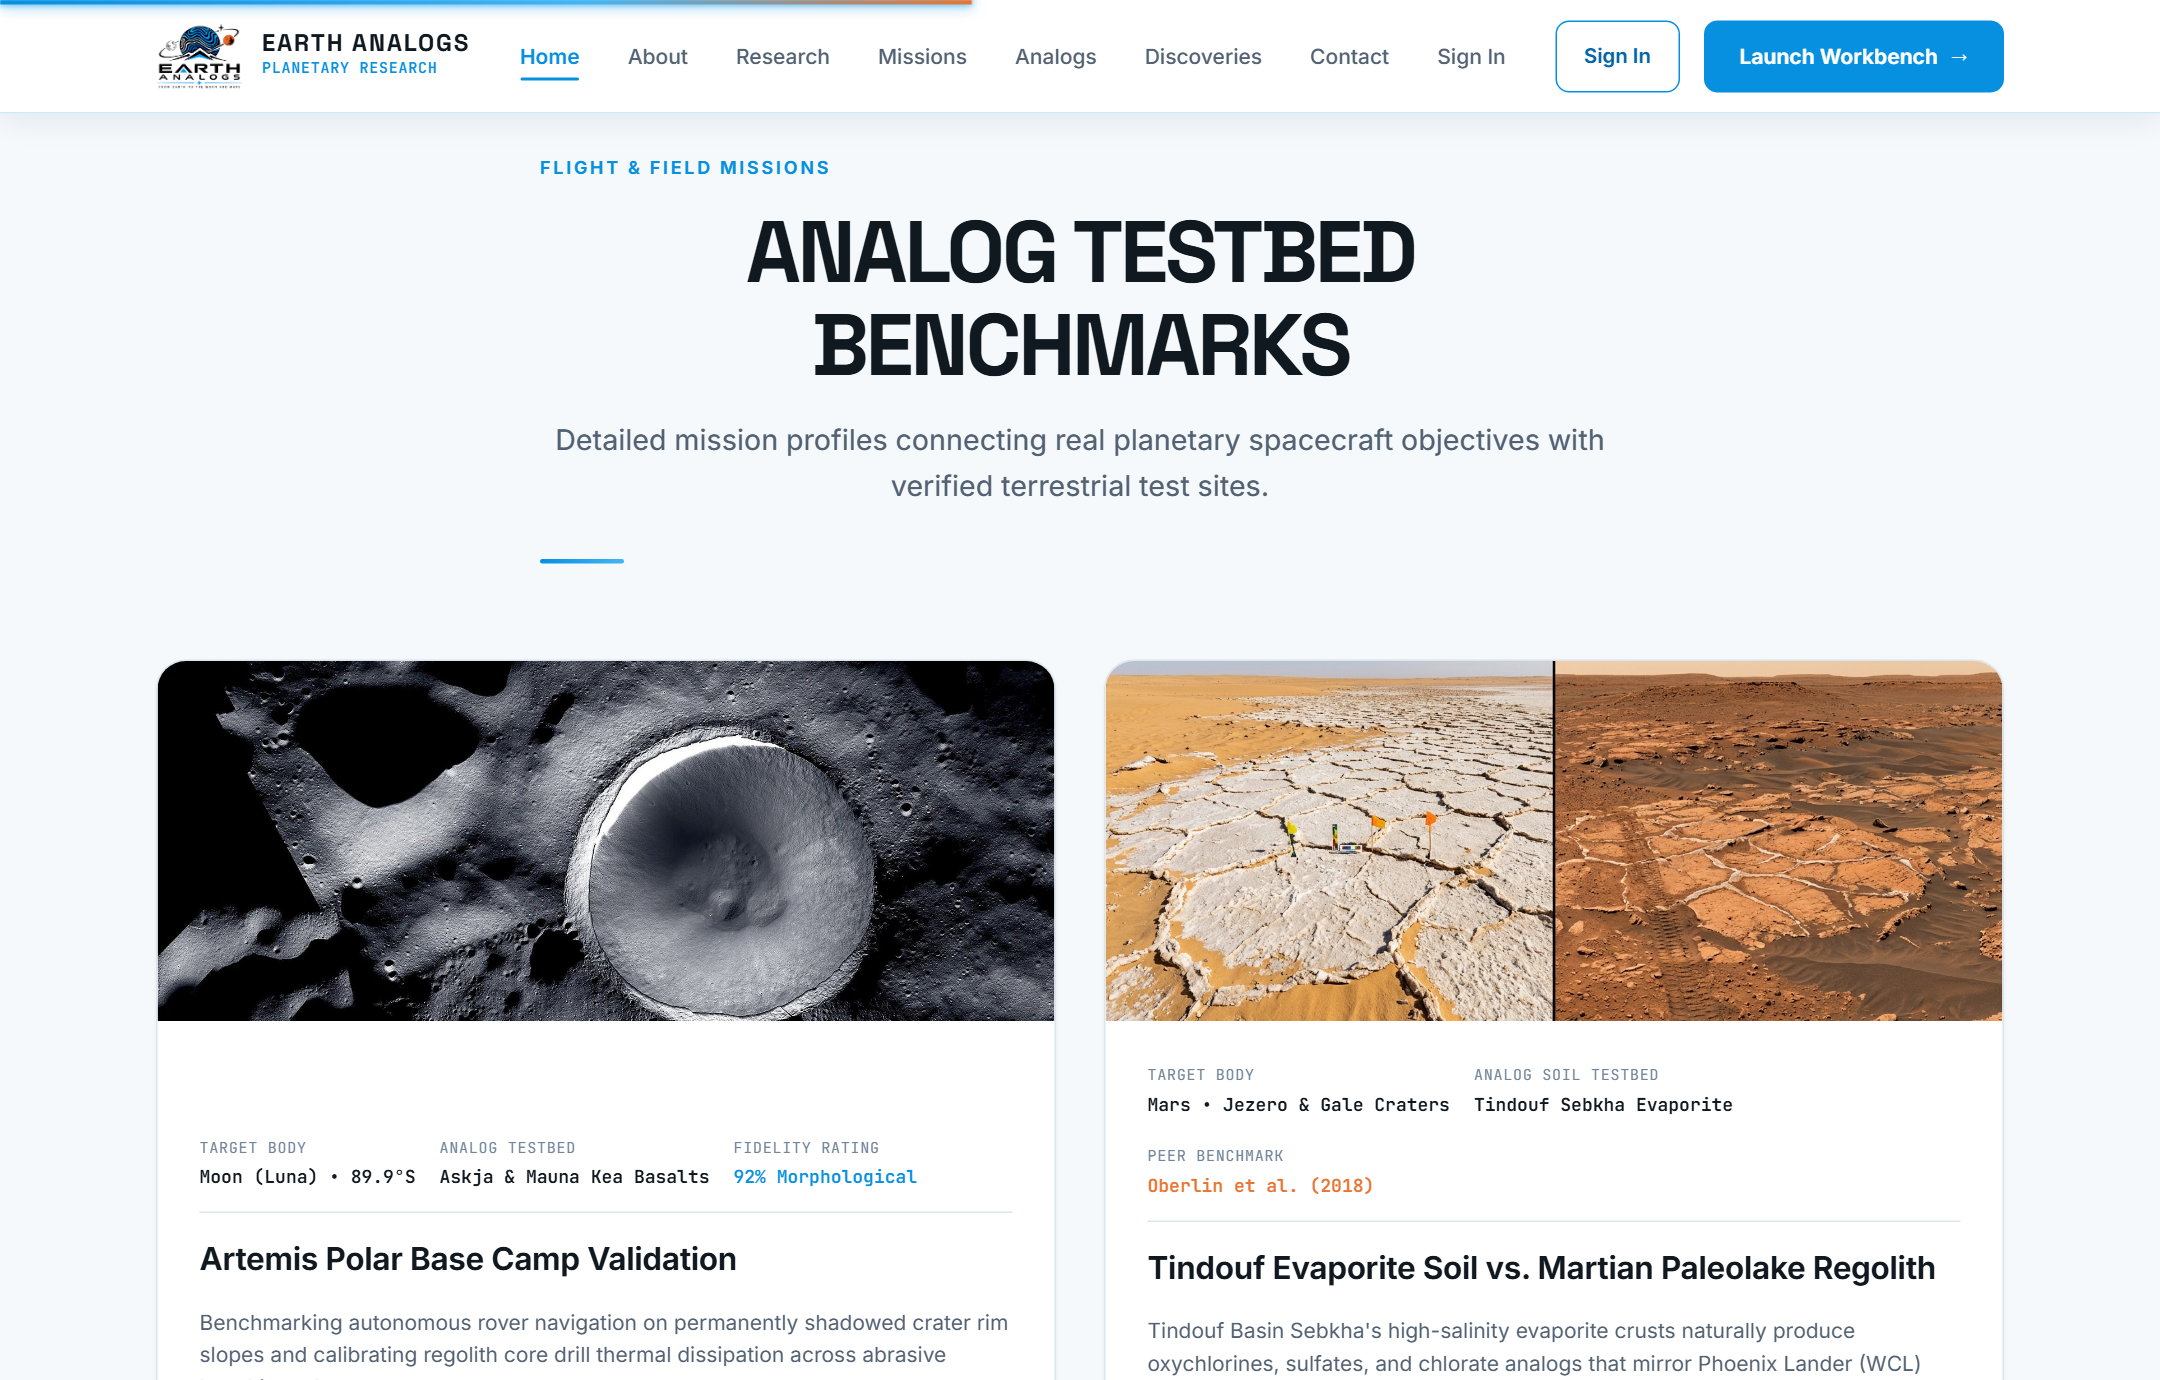 EARTH ANALOGS
EARTH ANALOGS
PLANETARY RESEARCH
Home
About
Research
Missions
Analogs
Discoveries
Contact
Sign In
Sign In
Launch Workbench →
FLIGHT & FIELD MISSIONS
ANALOG TESTBED
BENCHMARKS
Detailed mission profiles connecting real planetary spacecraft objectives with
verified terrestrial test sites.
TARGET BODY
Moon (Luna) • 89.9°S
ANALOG TESTBED
Askja & Mauna Kea Basalts
FIDELITY RATING
92% Morphological
Artemis Polar Base Camp Validation
Benchmarking autonomous rover navigation on permanently shadowed crater rim
slopes and calibrating regolith core drill thermal dissipation across abrasive
TARGET BODY
Mars • Jezero & Gale Craters
ANALOG SOIL TESTBED
Tindouf Sebkha Evaporite
PEER BENCHMARK
Oberlin et al. (2018)
Tindouf Evaporite Soil vs. Martian Paleolake Regolith
Tindouf Basin Sebkha's high-salinity evaporite crusts naturally produce
oxychlorines, sulfates, and chlorate analogs that mirror Phoenix Lander (WCL)